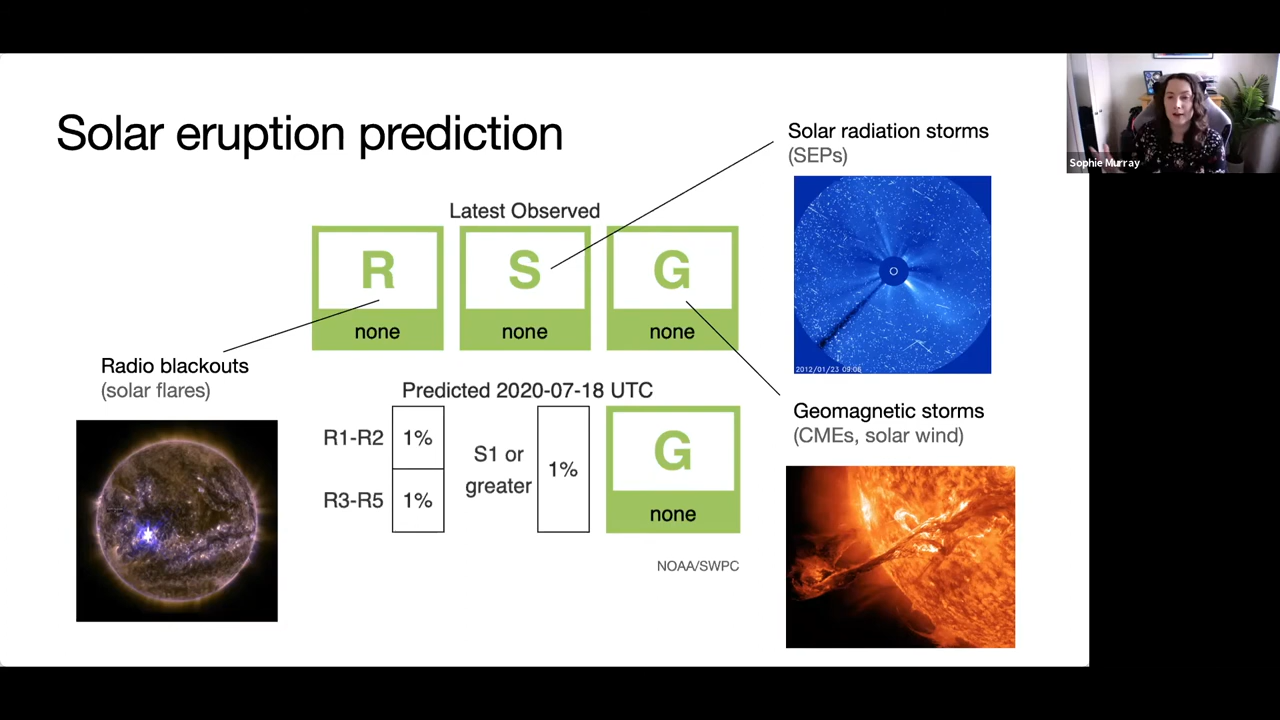 Solar eruption prediction
Solar radiation storms
(SEPs)
Sophie Murray
Latest Observed
R
S
G
none
none
none
2012/01/23 09:06
Radio blackouts
(solar flares)
Predicted 2020-07-18 UTC
Geomagnetic storms
(CMEs, solar wind)
R1-R2
1%
R3-R5
1%
S1 or
greater
1%
G
none
NOAA/SWPC